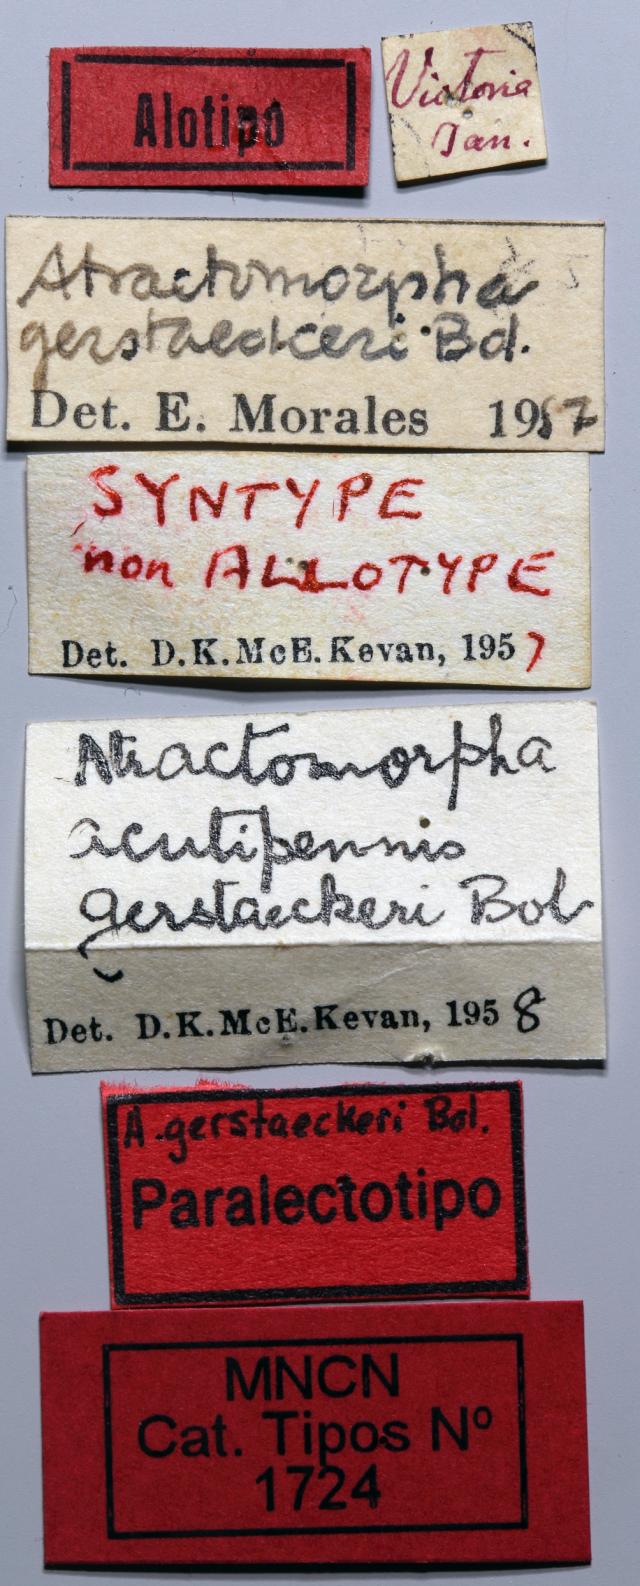 Alotipo
Victoria
Jan.
Atractomorpha
gerstaeckeri Bol.
Det. E. Morales 1957
SYNTYPE
non ALLOTYPE
Det. D.K.McE.Kevan, 1957
Atractomorpha
acutipennis
gerstaeckeri Bol
Det. D.K.McE.Kevan, 1958
A.gerstaeckeri Bol.
Paralectotipo
MNCN
Cat. Tipos Nº
1724